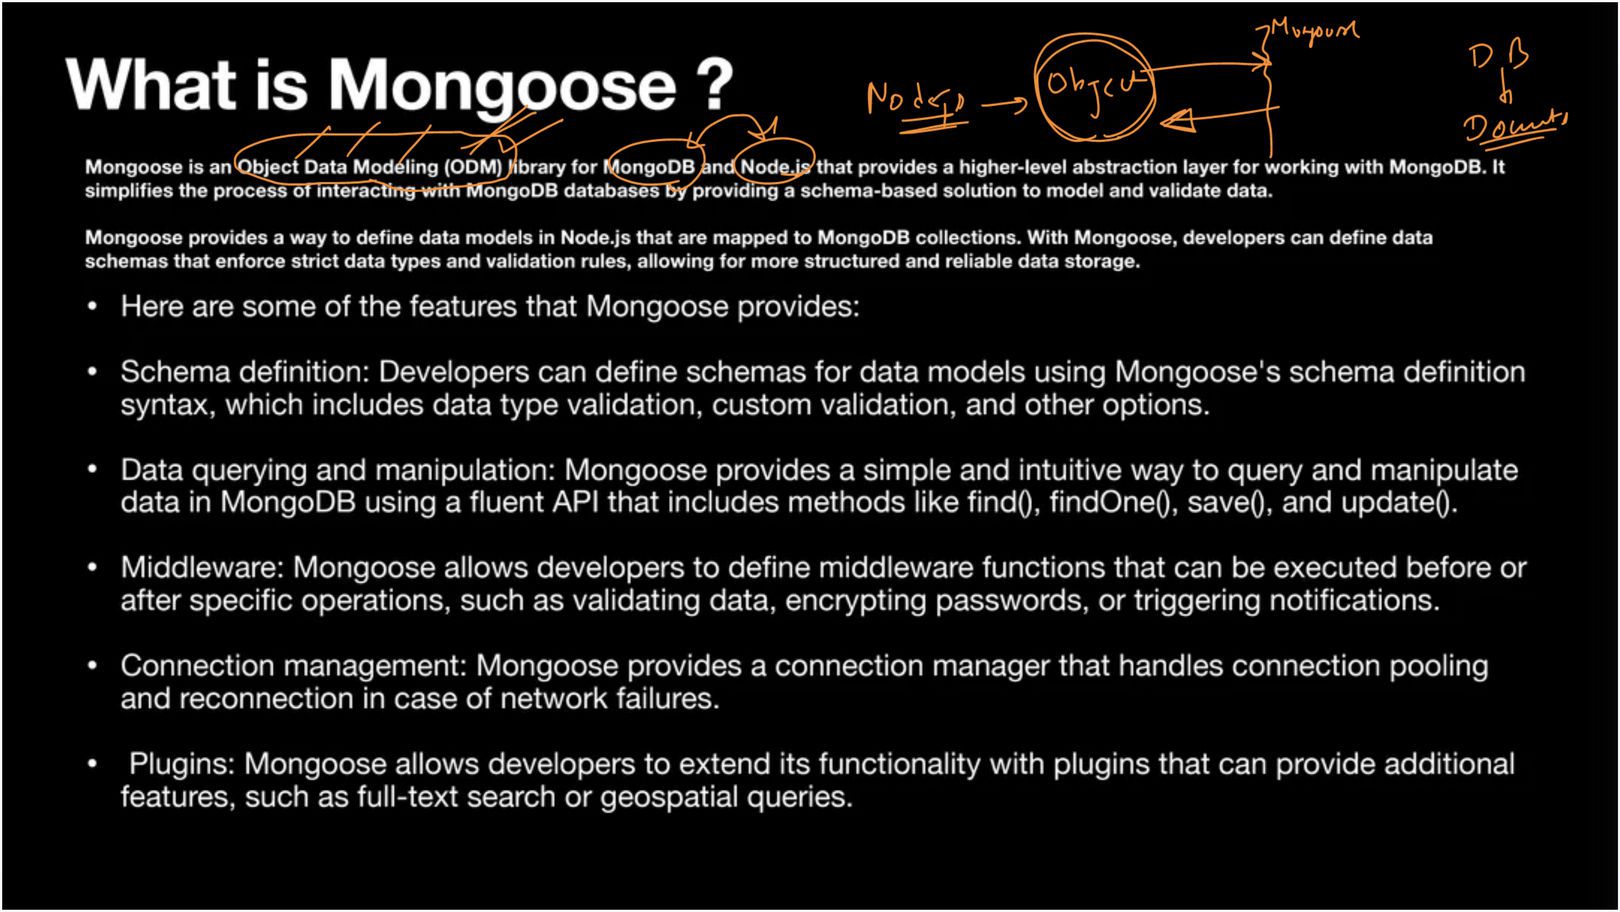 What is Mongoose ?
Mongoose
DB
Nodejs
Object
Mongoose is an Object Data Modeling (ODM) library for MongoDB and Node.js that provides a higher-level abstraction layer for working with MongoDB. It
simplifies the process of interacting with MongoDB databases by providing a schema-based solution to model and validate data.
Mongoose provides a way to define data models in Node.js that are mapped to MongoDB collections. With Mongoose, developers can define data
schemas that enforce strict data types and validation rules, allowing for more structured and reliable data storage.
• Here are some of the features that Mongoose provides:
• Schema definition: Developers can define schemas for data models using Mongoose's schema definition
syntax, which includes data type validation, custom validation, and other options.
• Data querying and manipulation: Mongoose provides a simple and intuitive way to query and manipulate
data in MongoDB using a fluent API that includes methods like find(), findOne(), save(), and update().
• Middleware: Mongoose allows developers to define middleware functions that can be executed before or
after specific operations, such as validating data, encrypting passwords, or triggering notifications.
• Connection management: Mongoose provides a connection manager that handles connection pooling
and reconnection in case of network failures.
• Plugins: Mongoose allows developers to extend its functionality with plugins that can provide additional
features, such as full-text search or geospatial queries.